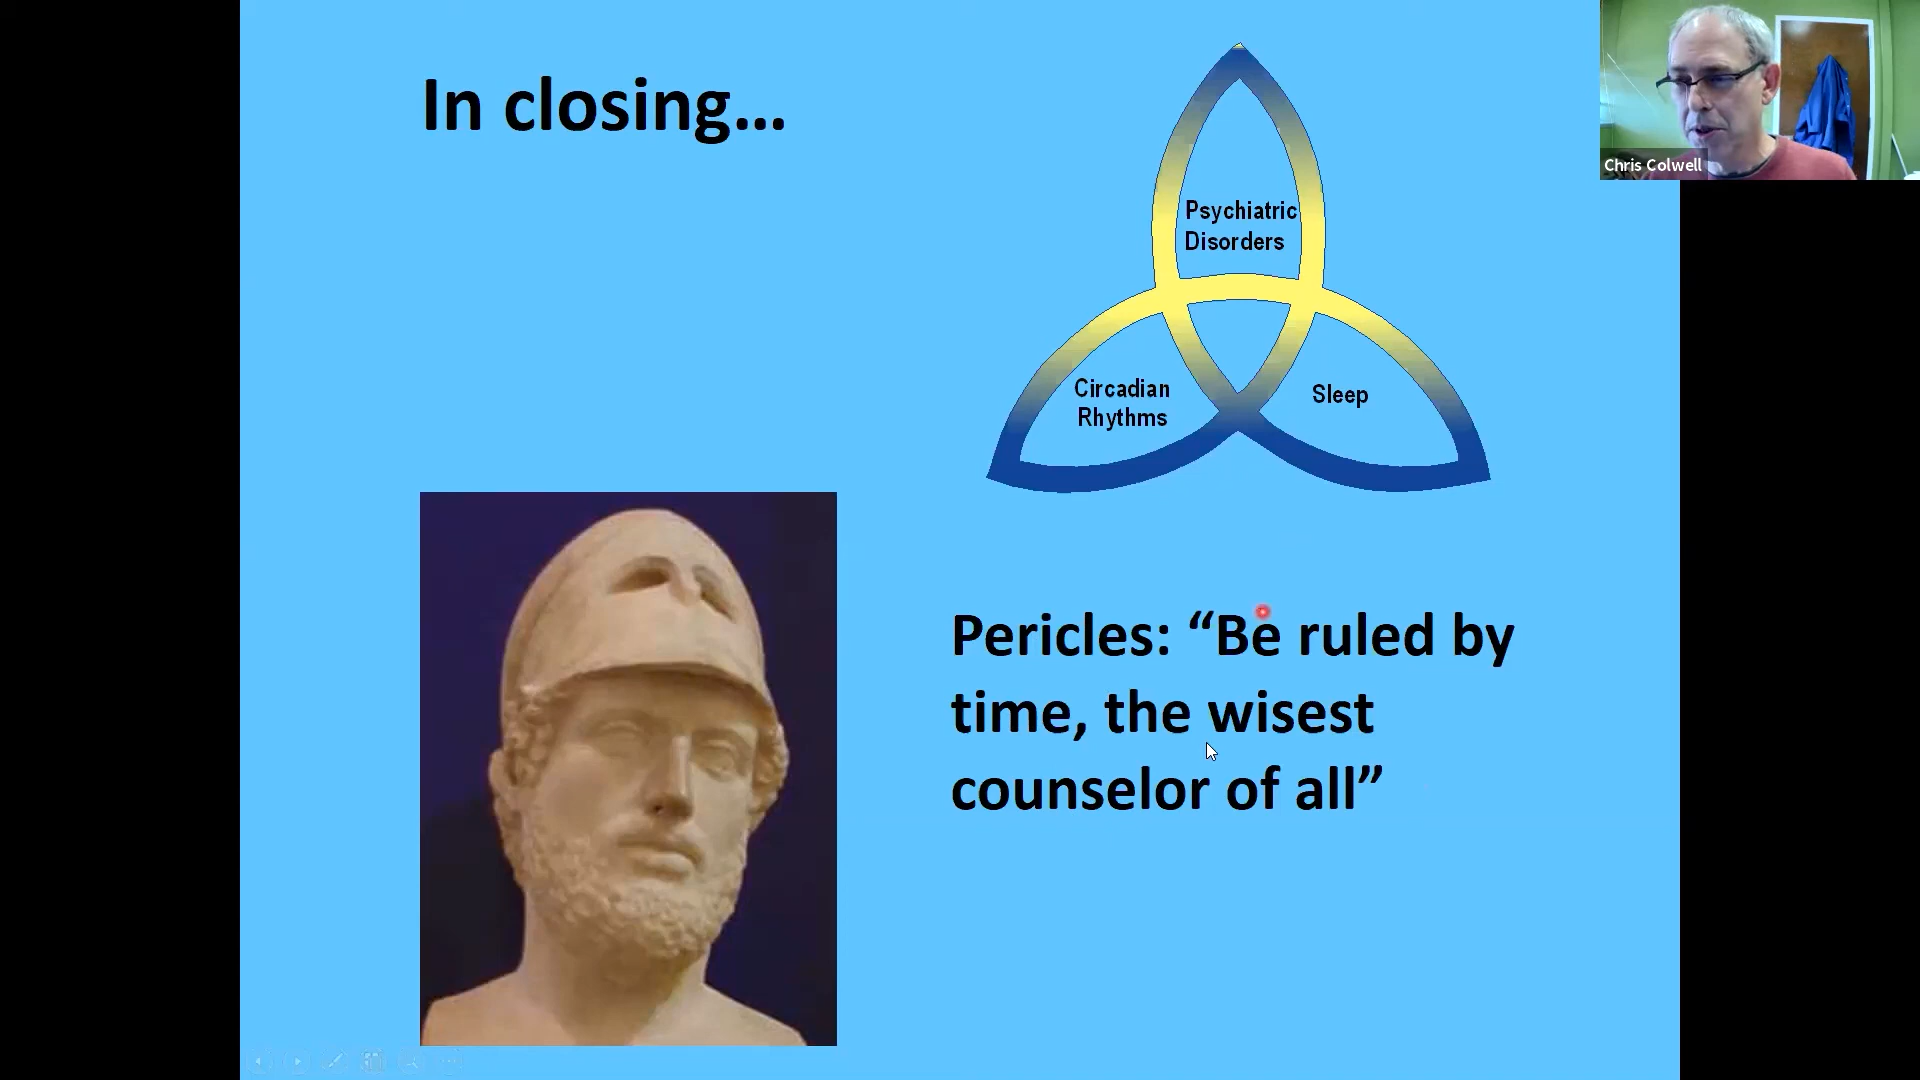 In closing...
Psychiatric
Disorders
Circadian
Rhythms
Sleep
Pericles: “Be ruled by
time, the wisest
counselor of all”
Chris Colwell